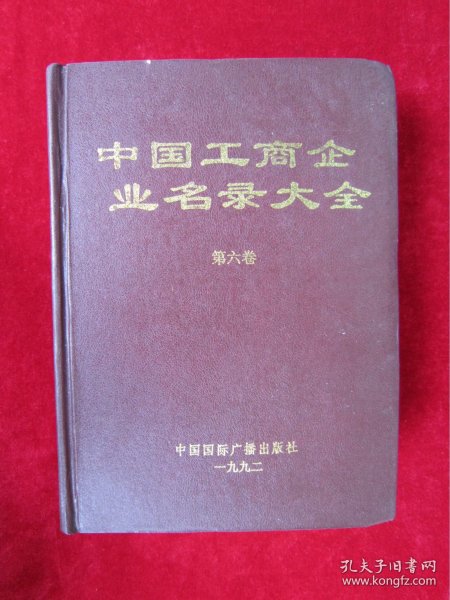 中国工商企
业名录大全
第六卷
中国国际广播出版社
一九九二
孔夫子旧书网
www.kongfz.com